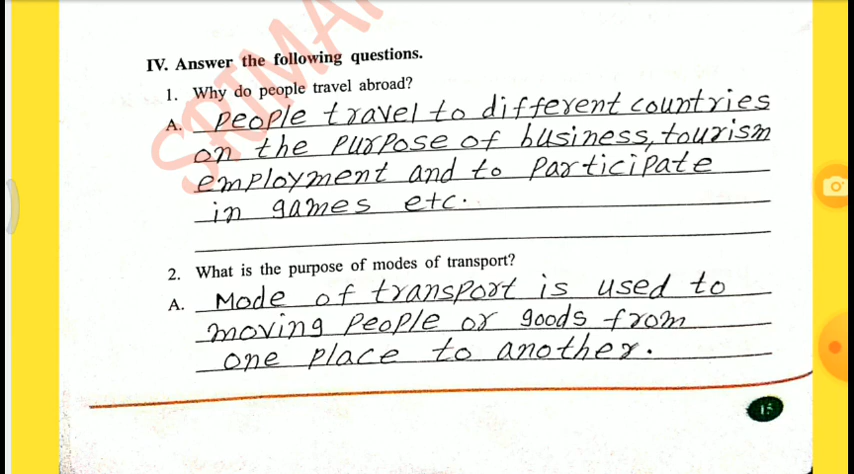 IV. Answer the following questions.
1. Why do people travel abroad?
A. People travel to different countries
on the purpose of business, tourism
employment and to participate
in games etc.
2. What is the purpose of modes of transport?
A. Mode of transport is used to
moving people or goods from
one place to another.
15